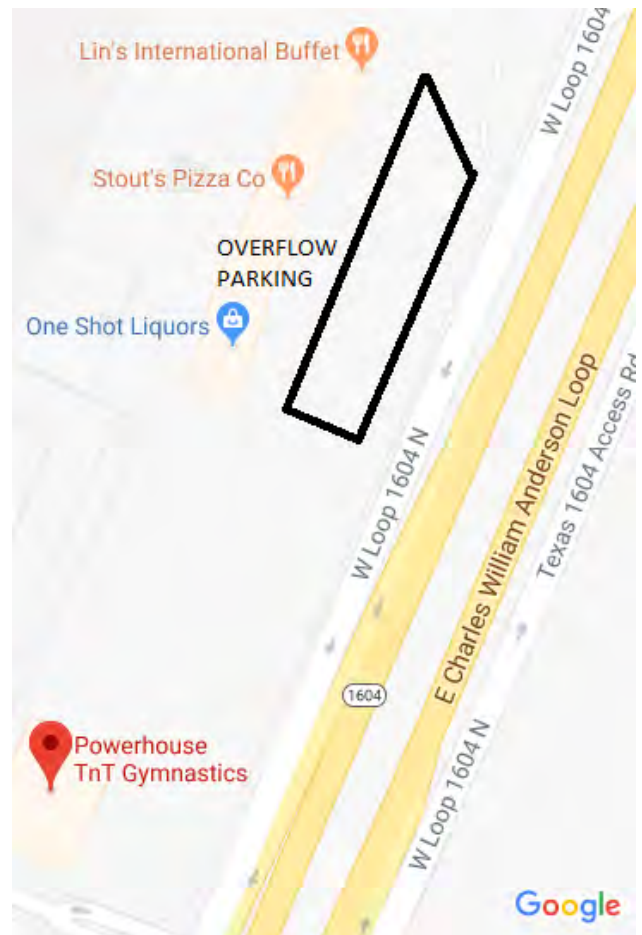 Lin's International Buffet
W Loop 1604
Stout's Pizza Co
OVERFLOW
PARKING
One Shot Liquors
W Loop 1604 N
E Charles William Anderson Loop
Texas 1604 Access Rd
1604
Powerhouse
TnT Gymnastics
W Loop 1604 N
Google